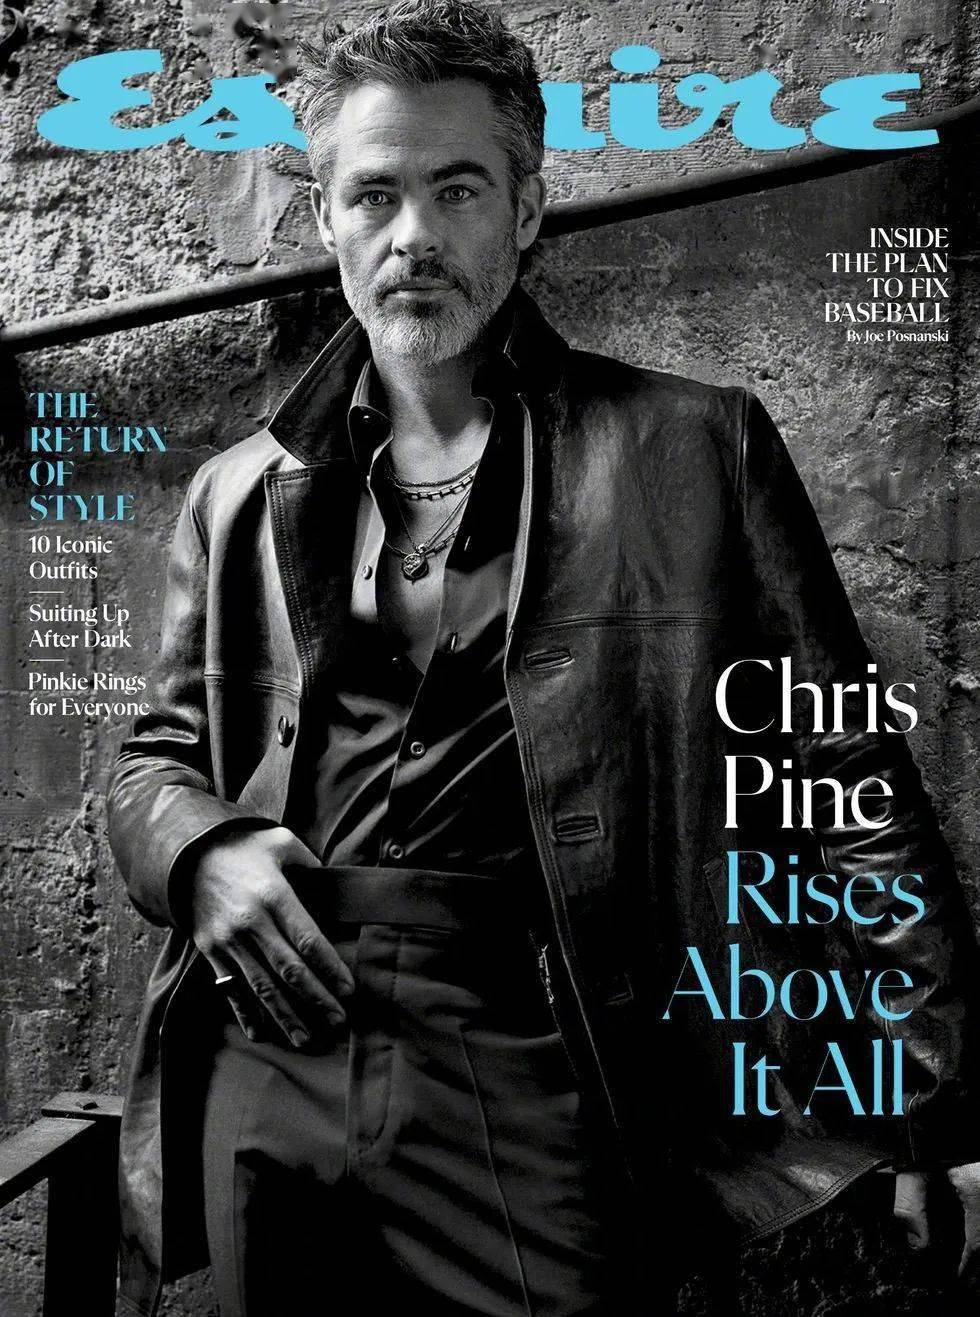 Esquire
INSIDE
THE PLAN
TO FIX
BASEBALL
By Joe Posnanski
THE
RETURN
OF
STYLE
10 Iconic
Outfits
Suiting Up
After Dark
Pinkie Rings
for Everyone
Chris
Pine
Rises
Above
It All